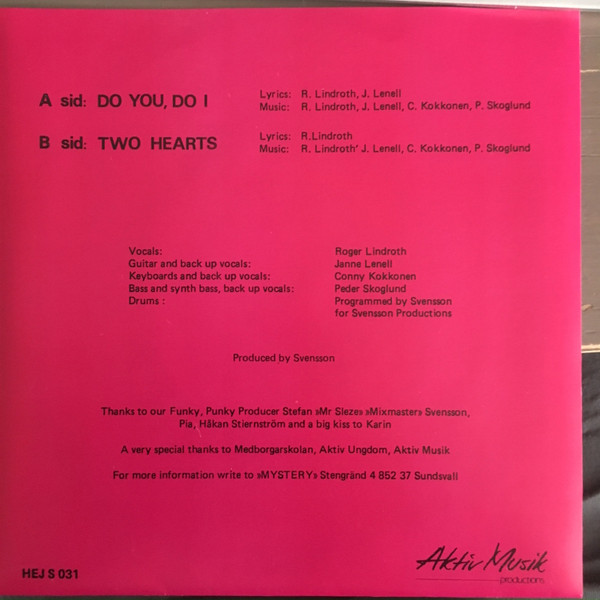 A sid: DO YOU, DO I
Lyrics: R. Lindroth, J. Lenell
Music: R. Lindroth, J. Lenell, C. Kokkonen, P. Skoglund
B sid: TWO HEARTS
Lyrics: R.Lindroth
Music: R. Lindroth' J. Lenell, C. Kokkonen, P. Skoglund
Vocals: Roger Lindroth
Guitar and back up vocals: Janne Lenell
Keyboards and back up vocals: Conny Kokkonen
Bass and synth bass, back up vocals: Peder Skoglund
Drums : Programmed by Svensson
for Svensson Productions
Produced by Svensson
Thanks to our Funky, Punky Producer Stefan »Mr Sleze» »Mixmaster» Svensson,
Pia, Håkan Stiernström and a big kiss to Karin
A very special thanks to Medborgarskolan, Aktiv Ungdom, Aktiv Musik
For more information write to »MYSTERY» Stengränd 4 852 37 Sundsvall
HEJ S 031
Aktiv Musik
productions